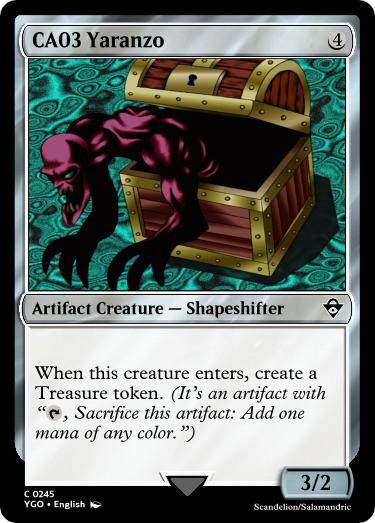 CA03 Yaranzo 4
Artifact Creature — Shapeshifter
When this creature enters, create a
Treasure token. (It's an artifact with
“, Sacrifice this artifact: Add one
mana of any color.”)
3/2
C 0245
YGO • English
Scandelion/Salamandric